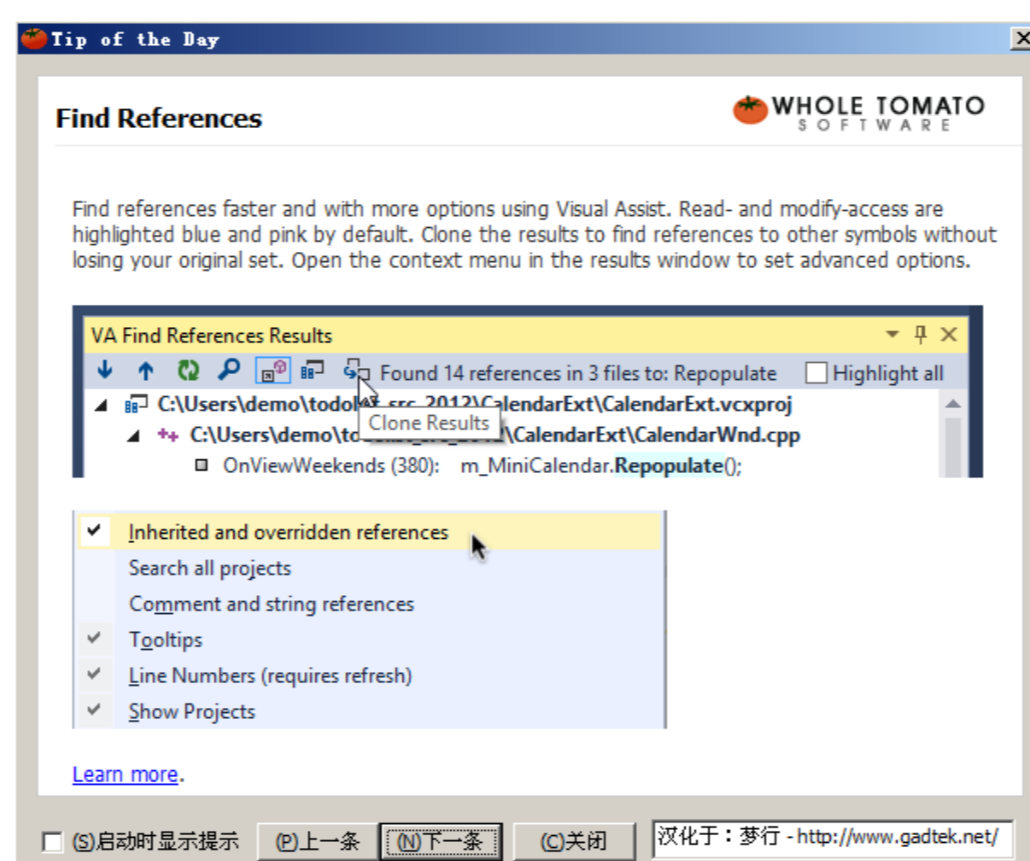 Tip of the Day
Find References
WHOLE TOMATO
SOFTWARE
Find references faster and with more options using Visual Assist. Read- and modify-access are
highlighted blue and pink by default. Clone the results to find references to other symbols without
losing your original set. Open the context menu in the results window to set advanced options.
VA Find References Results
Found 14 references in 3 files to: Repopulate Highlight all
C:\Users\demo\todolist_src_2012\CalendarExt\CalendarExt.vcxproj
Clone Results
C:\Users\demo\ \CalendarExt\CalendarWnd.cpp
OnViewWeekends (380): m_MiniCalendar.Repopulate();
Inherited and overridden references
Search all projects
Comment and string references
Tooltips
Line Numbers (requires refresh)
Show Projects
Learn more.
(S)启动时显示提示 (P)上一条 (N)下一条 (C)关闭 汉化于：梦行 - http://www.gadtek.net/